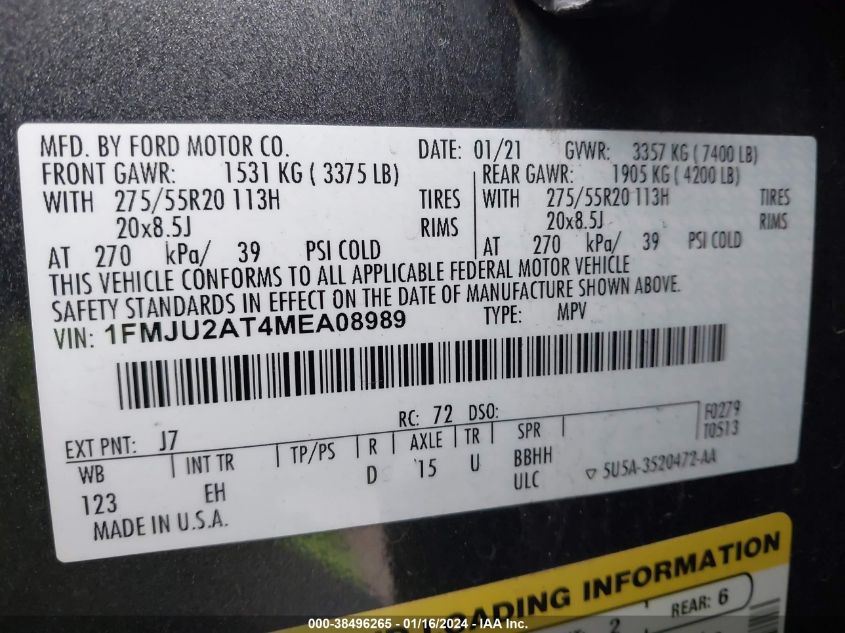 MFD. BY FORD MOTOR CO. DATE: 01/21 GVWR: 3357 KG ( 7400 LB)
FRONT GAWR: 1531 KG ( 3375 LB) REAR GAWR: 1905 KG ( 4200 LB)
WITH 275/55R20 113H TIRES WITH 275/55R20 113H TIRES
20x8.5J RIMS 20x8.5J RIMS
AT 270 kPa/ 39 PSI COLD AT 270 kPa/ 39 PSI COLD
THIS VEHICLE CONFORMS TO ALL APPLICABLE FEDERAL MOTOR VEHICLE
SAFETY STANDARDS IN EFFECT ON THE DATE OF MANUFACTURE SHOWN ABOVE.
VIN: 1FMJU2AT4MEA08989 TYPE: MPV
F0279
EXT PNT: J7 RC: 72 DSO: T0513
WB INT TR TP/PS R AXLE TR SPR
123 EH D 15 U BBHH
ULC ▽ 5U5A-3520472-AA
MADE IN U.S.A.
LOADING INFORMATION
2 REAR: 6
000-38496265 - 01/16/2024 - IAAI.COM